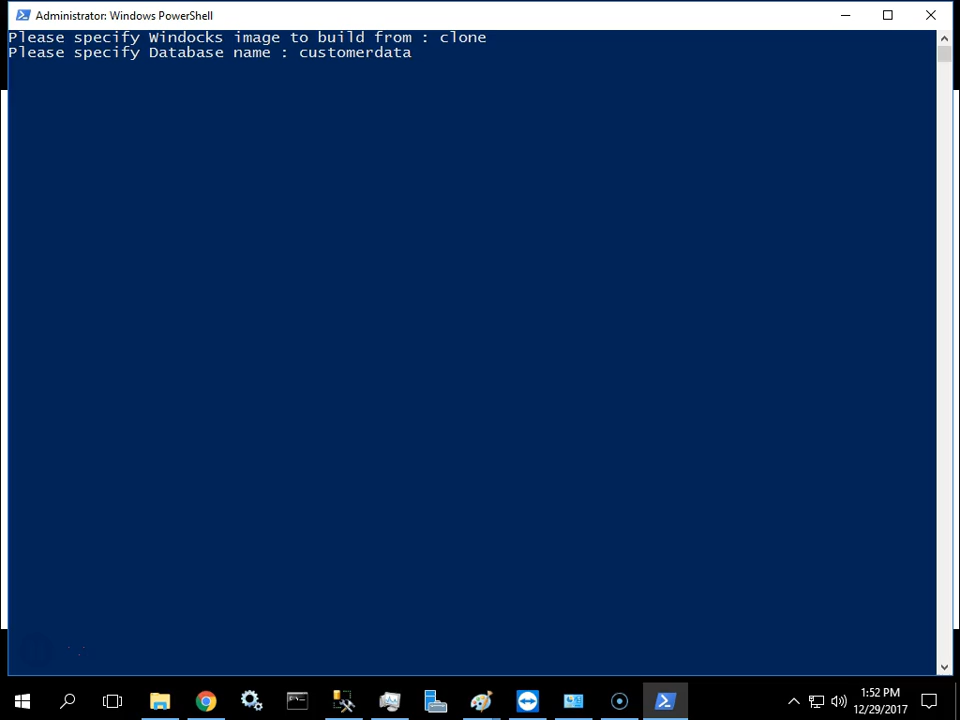 Administrator: Windows PowerShell
Please specify Windocks image to build from : clone
Please specify Database name : customerdata
1:52 PM
12/29/2017